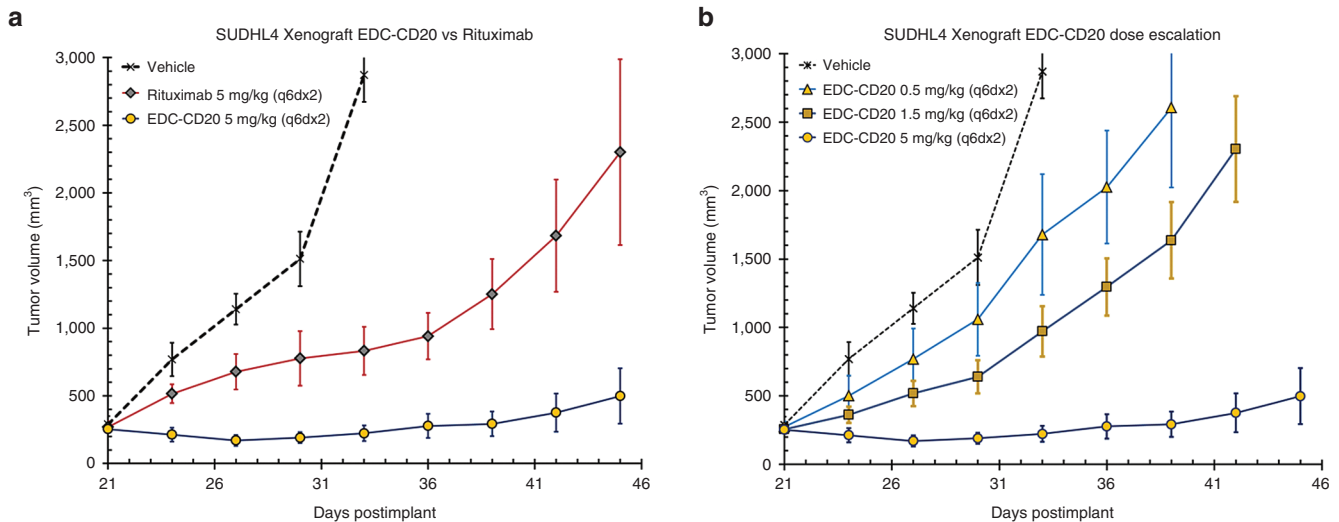 a
SUDHL4 Xenograft EDC-CD20 vs Rituximab
3,000
2,500
2,000
1,500
1,000
500
0
Tumor volume (mm³)
Vehicle
Rituximab 5 mg/kg (q6dx2)
EDC-CD20 5 mg/kg (q6dx2)
21
26
31
36
41
46
Days postimplant
b
SUDHL4 Xenograft EDC-CD20 dose escalation
3,000
2,500
2,000
1,500
1,000
500
0
Tumor volume (mm³)
Vehicle
EDC-CD20 0.5 mg/kg (q6dx2)
EDC-CD20 1.5 mg/kg (q6dx2)
EDC-CD20 5 mg/kg (q6dx2)
21
26
31
36
41
46
Days postimplant